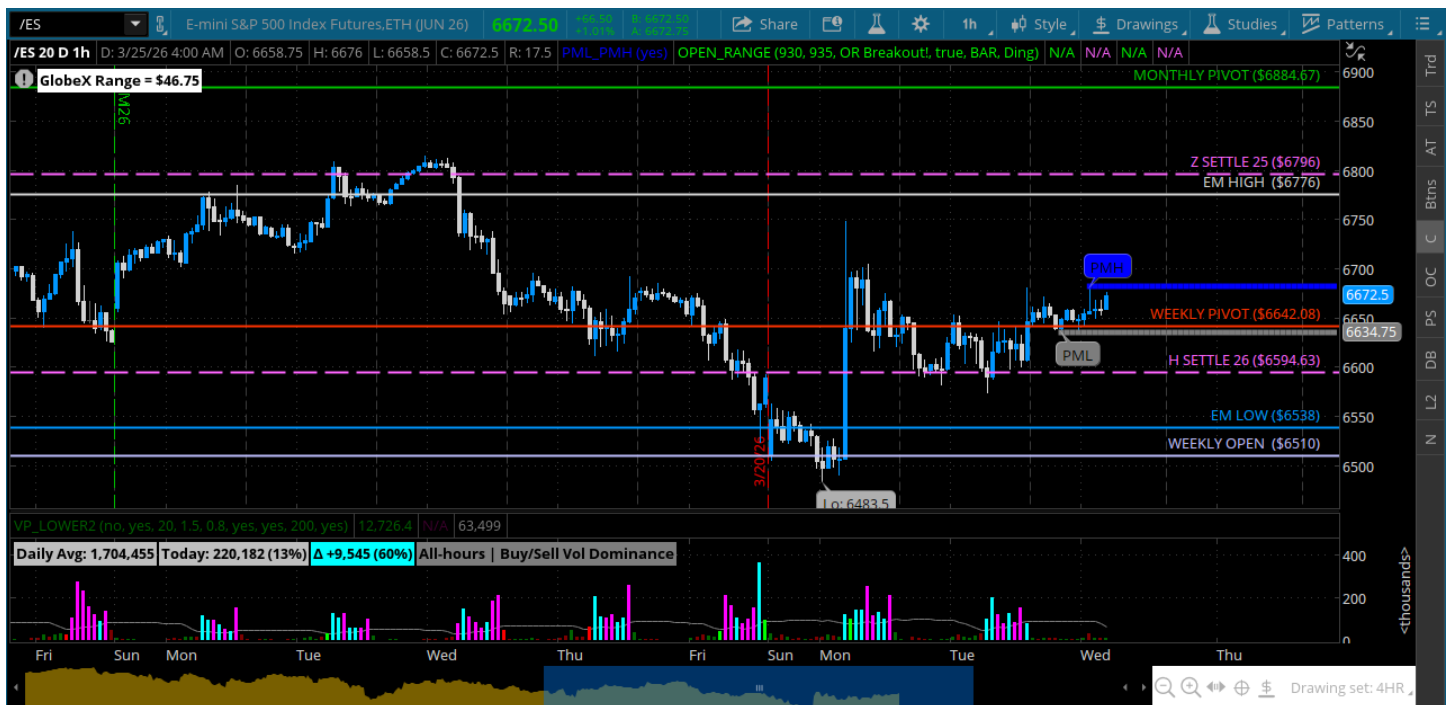 /ES E-mini S&P 500 Index Futures,ETH (JUN 26) 6672.50 +66.50 +1.01% B: 6672.50 A: 6672.75 Share 1h Style $ Drawings Studies Patterns
/ES 20 D 1h D: 3/25/26 4:00 AM O: 6658.75 H: 6676 L: 6658.5 C: 6672.5 R: 17.5 PML_PMH (yes) OPEN_RANGE (930, 935, OR Breakout!, true, BAR, Ding) N/A N/A N/A N/A
GlobeX Range = $46.75
M26
3/20/26
MONTHLY PIVOT ($6884.67)
Z SETTLE 25 ($6796)
EM HIGH ($6776)
PMH
WEEKLY PIVOT ($6642.08)
PML
H SETTLE 26 ($6594.63)
EM LOW ($6538)
WEEKLY OPEN ($6510)
Lo: 6483.5
6900
6850
6800
6750
6700
6672.5
6650
6634.75
6600
6550
6500
Trd
TS
AT
Btns
C
OC
PS
DB
L2
N
VP_LOWER2 (no, yes, 20, 1.5, 0.8, yes, yes, 200, yes) 12,726.4 N/A 63,499
Daily Avg: 1,704,455 Today: 220,182 (13%) Δ +9,545 (60%) All-hours | Buy/Sell Vol Dominance
400
200
0
<thousands>
Fri Sun Mon Tue Wed Thu Fri Sun Mon Tue Wed Thu
Drawing set: 4HR